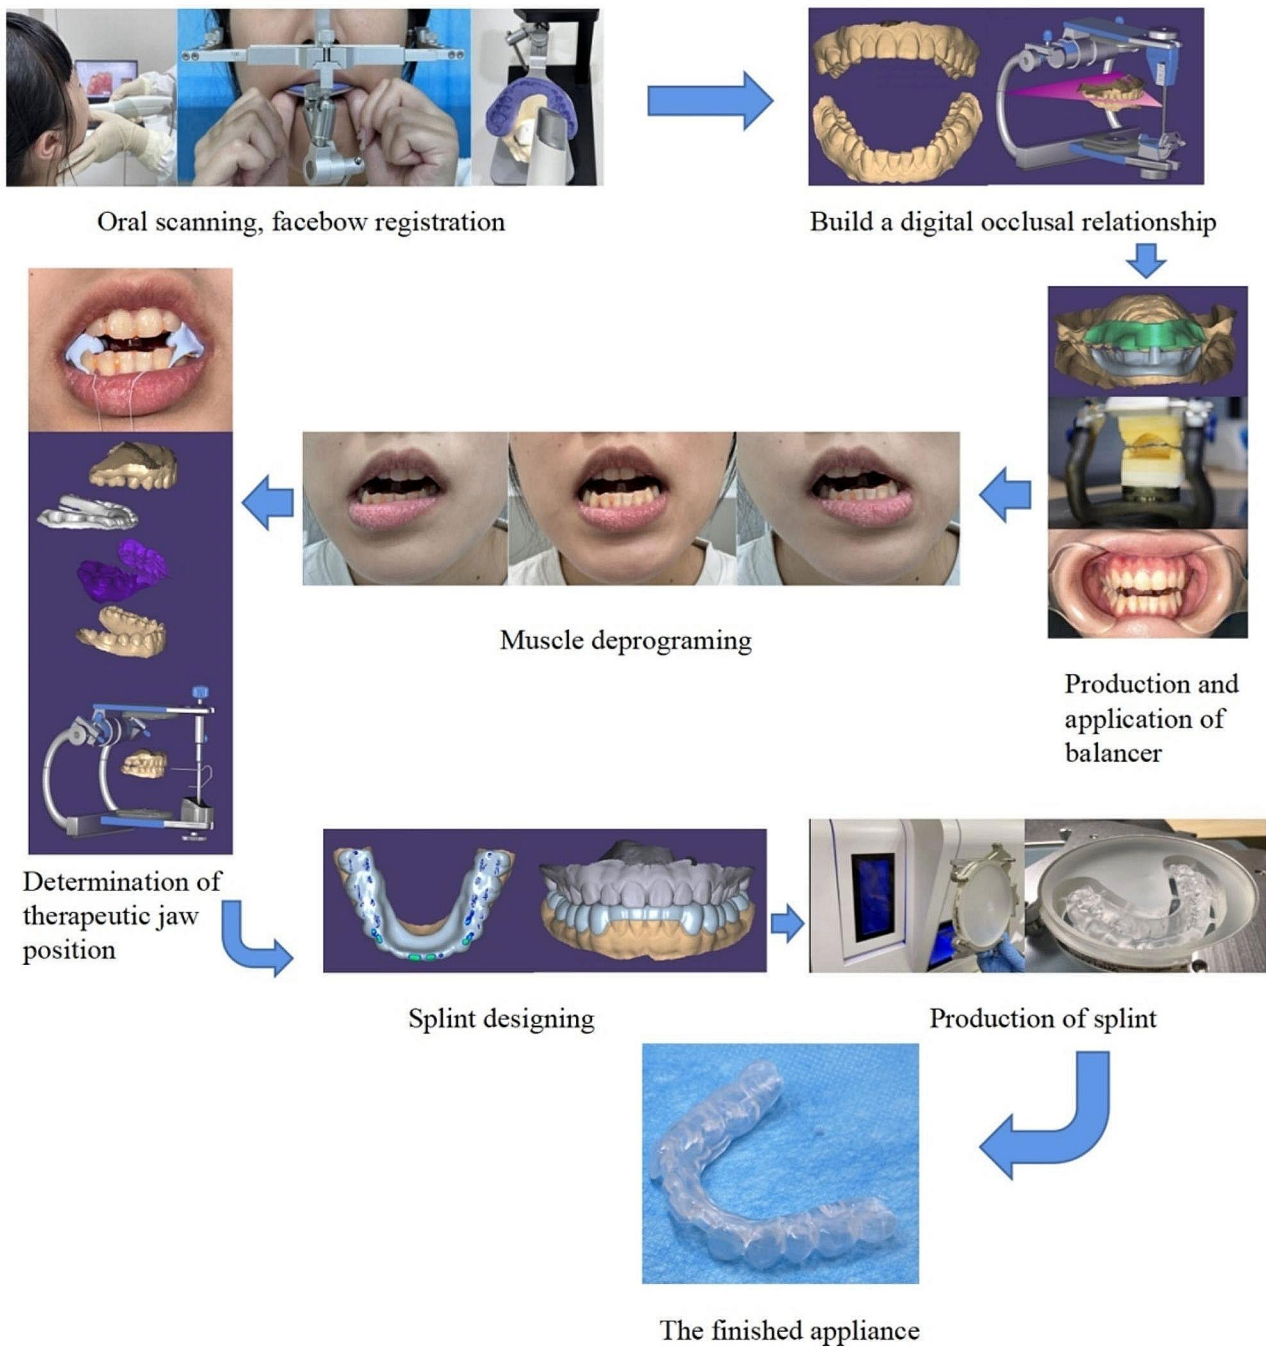 Oral scanning, facebow registration
Build a digital occlusal relationship
Production and
application of
balancer
Muscle deprograming
Determination of
therapeutic jaw
position
Splint designing
Production of splint
The finished appliance